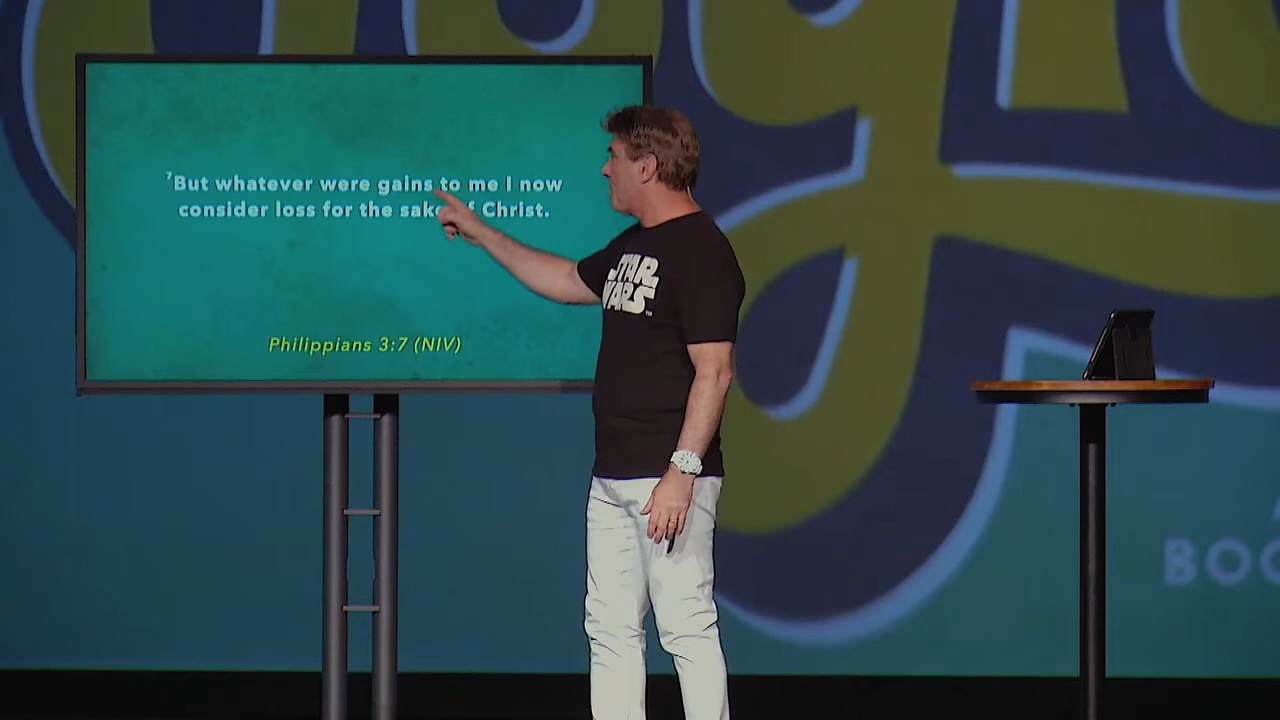 ⁷But whatever were gains to me I now
consider loss for the sake of Christ.
Philippians 3:7 (NIV)
STAR
WARS
TM